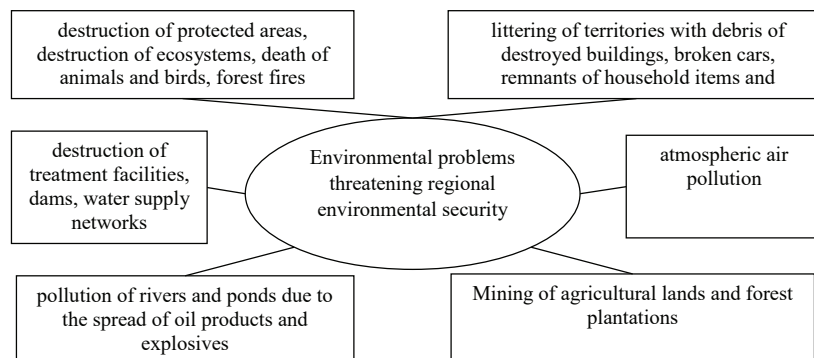 destruction of protected areas,
destruction of ecosystems, death of
animals and birds, forest fires
littering of territories with debris of
destroyed buildings, broken cars,
remnants of household items and
destruction of
treatment facilities,
dams, water supply
networks
Environmental problems
threatening regional
environmental security
atmospheric air
pollution
pollution of rivers and ponds due to
the spread of oil products and
explosives
Mining of agricultural lands and forest
plantations